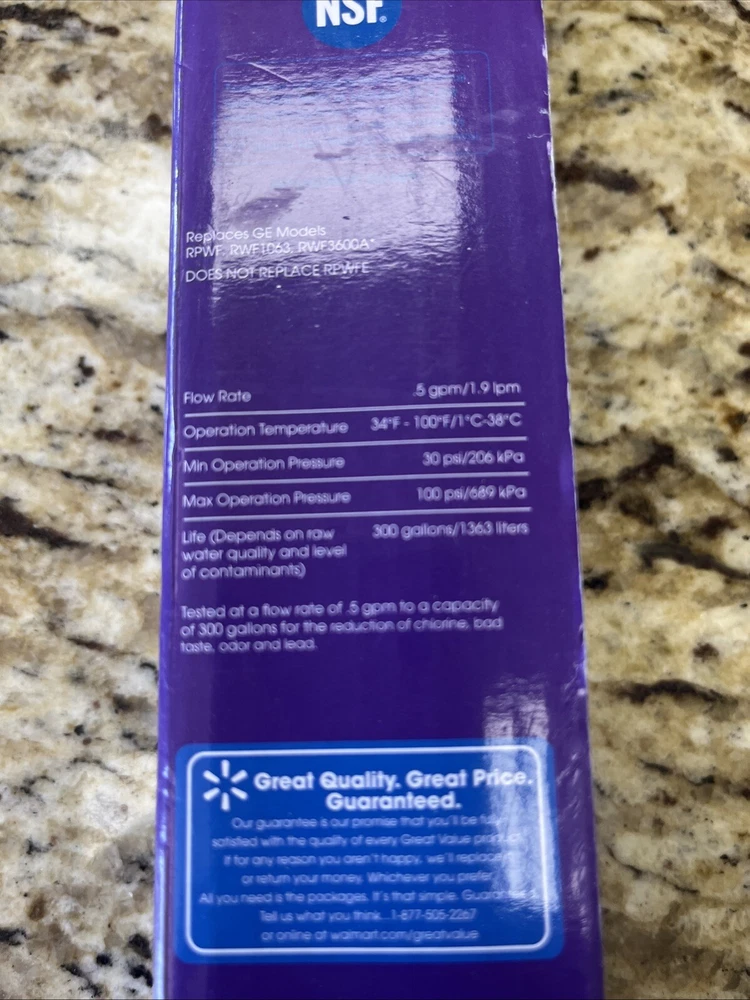 NSF®
Replaces GE Models
RPWF, RWF1063, RWF3600A*
DOES NOT REPLACE RPWFE
Flow Rate .5 gpm/1.9 lpm
Operation Temperature 34°F - 100°F/1°C-38°C
Min Operation Pressure 30 psi/206 kPa
Max Operation Pressure 100 psi/689 kPa
Life (Depends on raw 300 gallons/1363 liters
water quality and level
of contaminants)
Tested at a flow rate of .5 gpm to a capacity
of 300 gallons for the reduction of chlorine, bad
taste, odor and lead.
Great Quality. Great Price.
Guaranteed.
Our guarantee is our promise that you'll be
satisfied with the quality of every Great Value
If for any reason you aren't happy, we'll replace
or return your money. Whichever you prefer.
All you need is the packages. It's that simple.
Tell us what you think...1-877-505-2267
or online at walmart.com/greatvalue